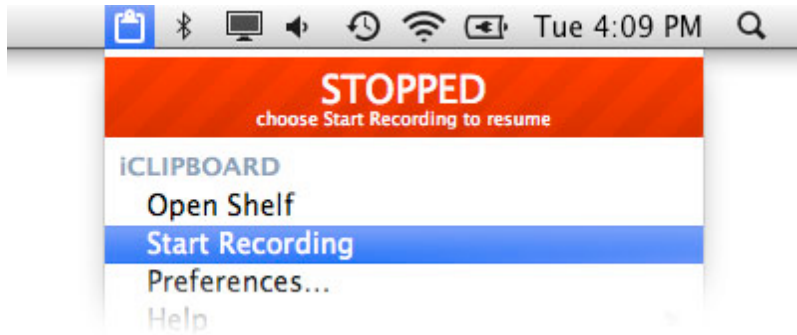 Tue 4:09 PM
STOPPED
choose Start Recording to resume
iCLIPBOARD
Open Shelf
Start Recording
Preferences...
Help